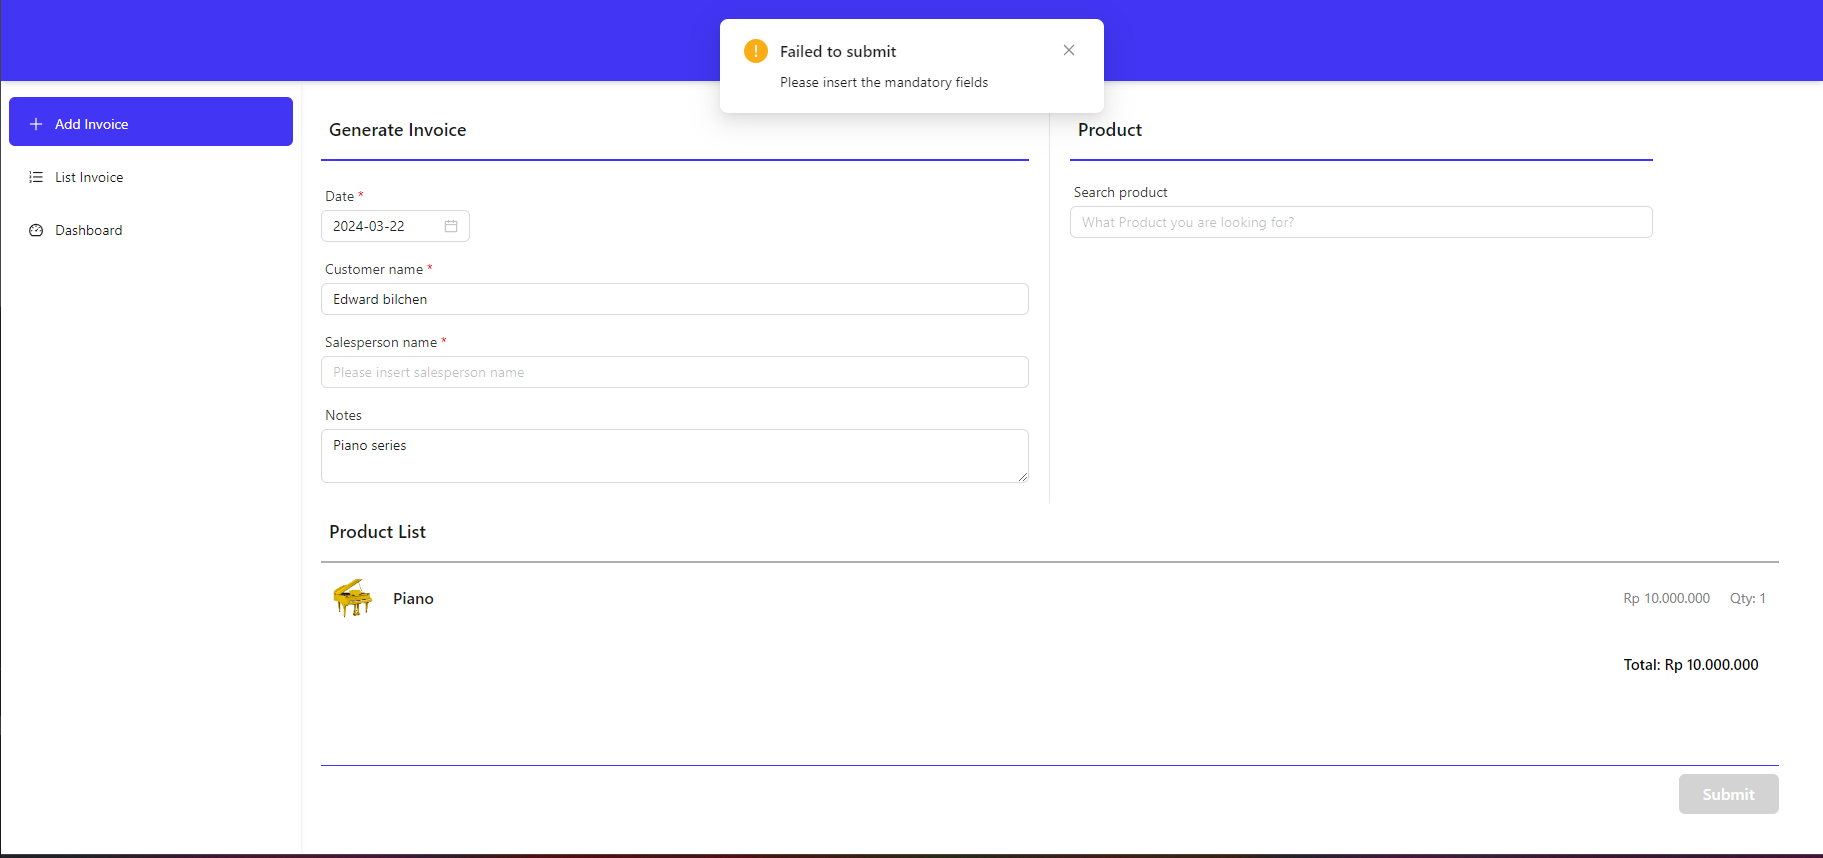 Failed to submit
Please insert the mandatory fields
Add Invoice
List Invoice
Dashboard
Generate Invoice
Date *
2024-03-22
Customer name *
Edward bilchen
Salesperson name *
Please insert salesperson name
Notes
Piano series
Product
Search product
What Product you are looking for?
Product List
Piano Rp 10.000.000 Qty: 1
Total: Rp 10.000.000
Submit